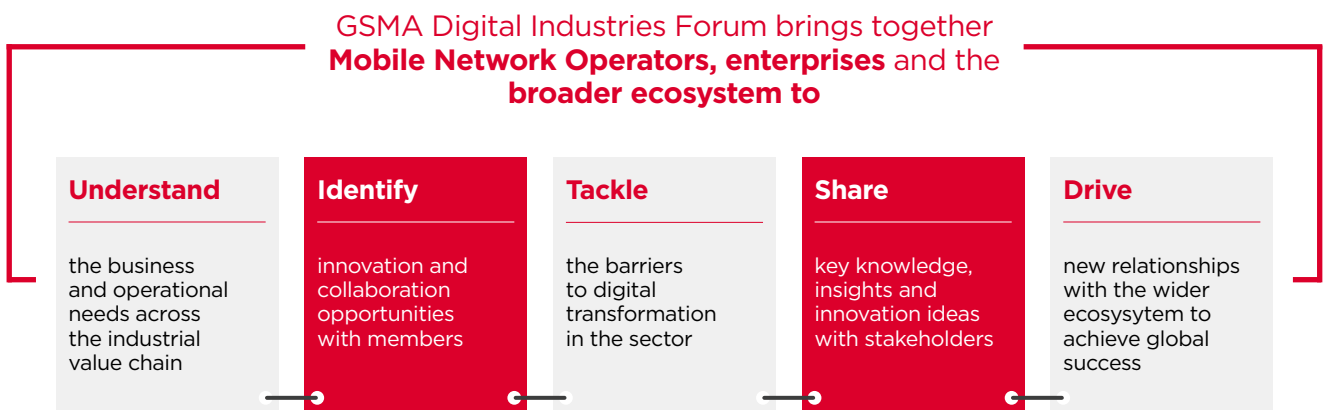 GSMA Digital Industries Forum brings together
Mobile Network Operators, enterprises and the
broader ecosystem to
Understand
the business
and operational
needs across
the industrial
value chain
Identify
innovation and
collaboration
opportunities
with members
Tackle
the barriers
to digital
transformation
in the sector
Share
key knowledge,
insights and
innovation ideas
with stakeholders
Drive
new relationships
with the wider
ecosysytem to
achieve global
success